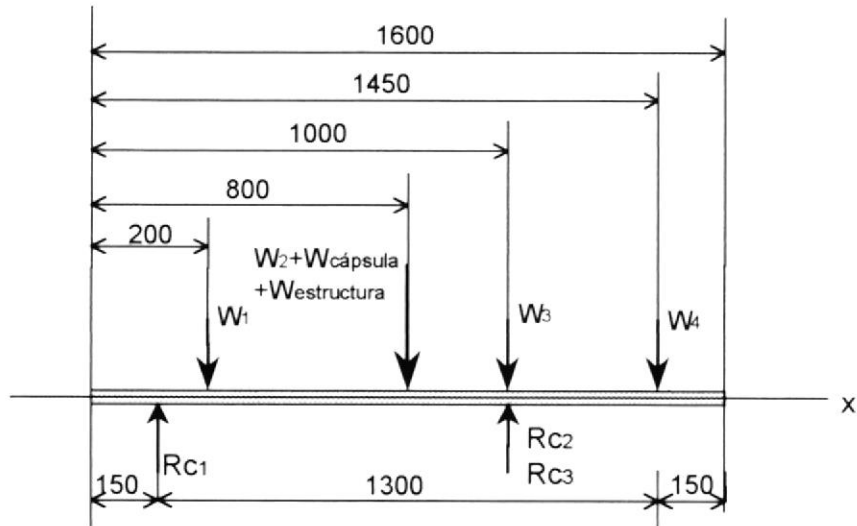 1600
1450
1000
800
200
W2+Wcápsula
+Westructura
W1
W3
W4
x
Rc1
Rc2
Rc3
150
1300
150